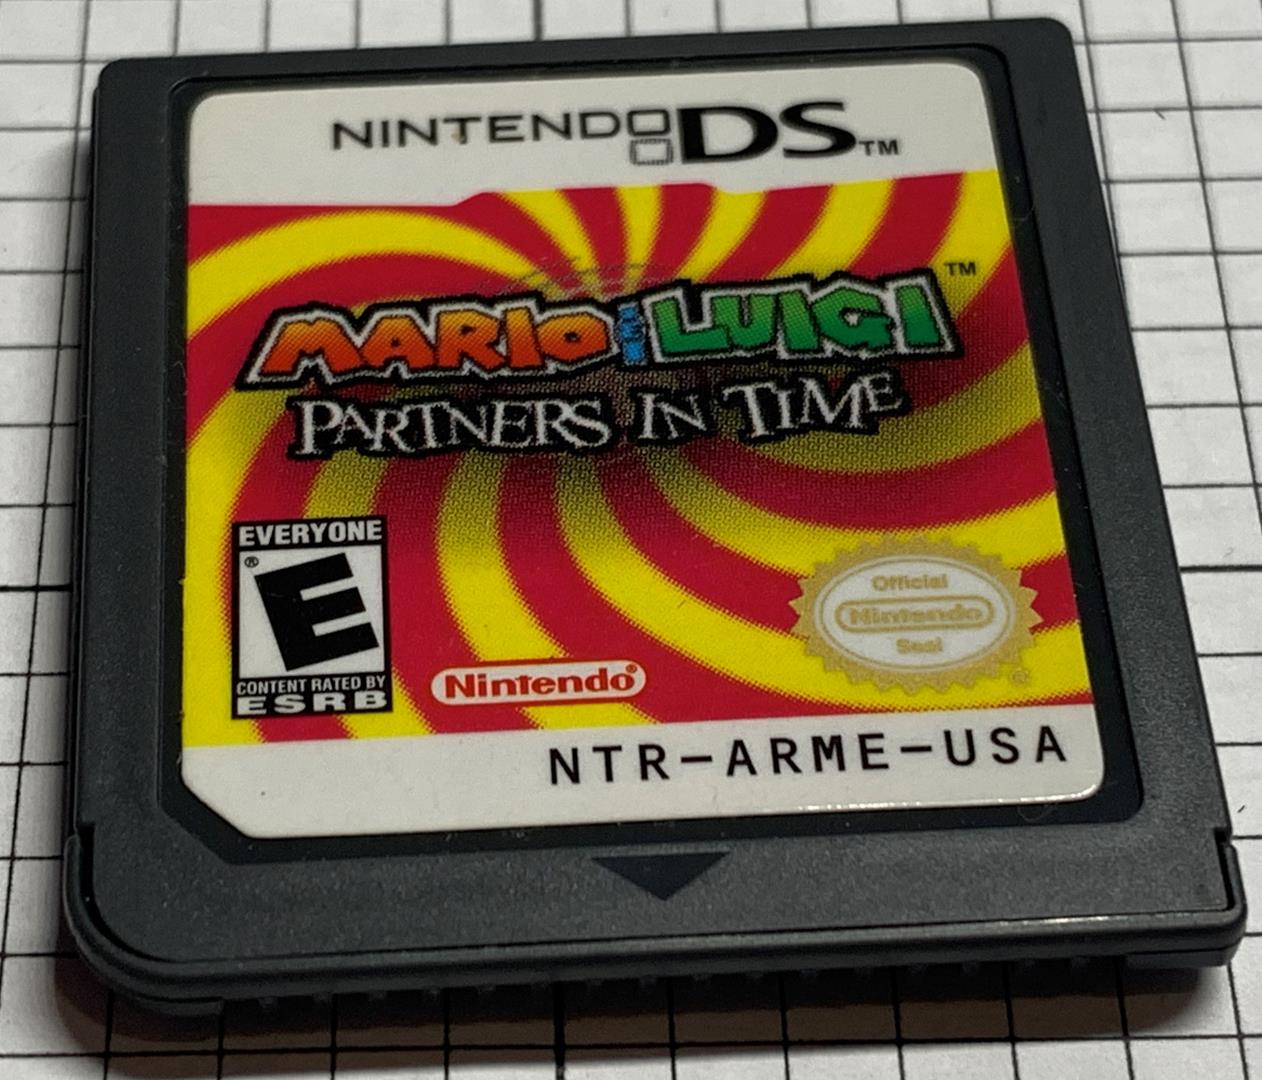 NINTENDO DS™
MARIO & LUIGI™
PARTNERS IN TIME
EVERYONE
®
E
CONTENT RATED BY
ESRB
Nintendo®
Official
Nintendo
Seal
NTR-ARME-USA